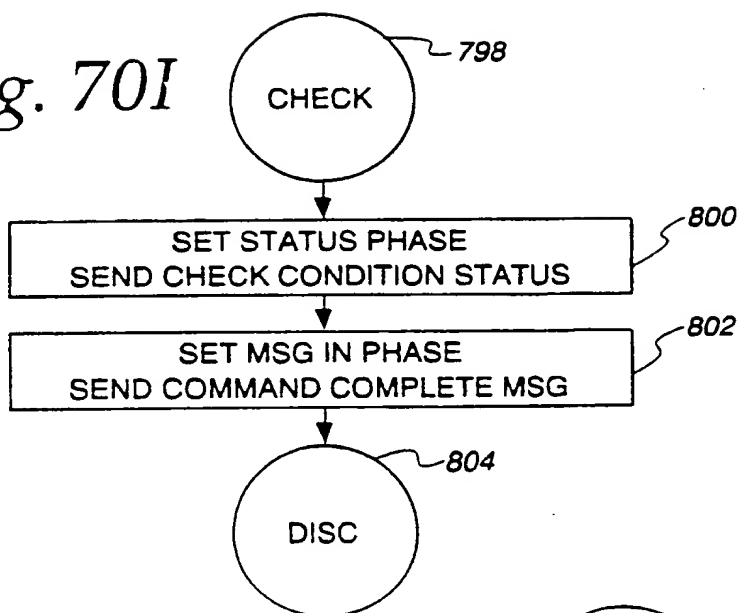 g. 70I
CHECK
798
SET STATUS PHASE
SEND CHECK CONDITION STATUS
800
SET MSG IN PHASE
SEND COMMAND COMPLETE MSG
802
804
DISC